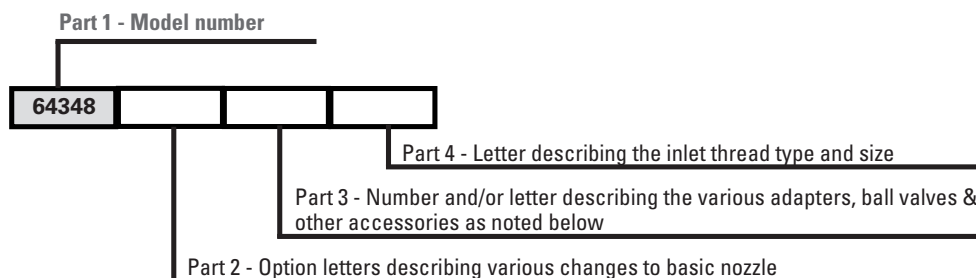 Part 1 - Model number
64348
Part 4 - Letter describing the inlet thread type and size
Part 3 - Number and/or letter describing the various adapters, ball valves &
other accessories as noted below
Part 2 - Option letters describing various changes to basic nozzle